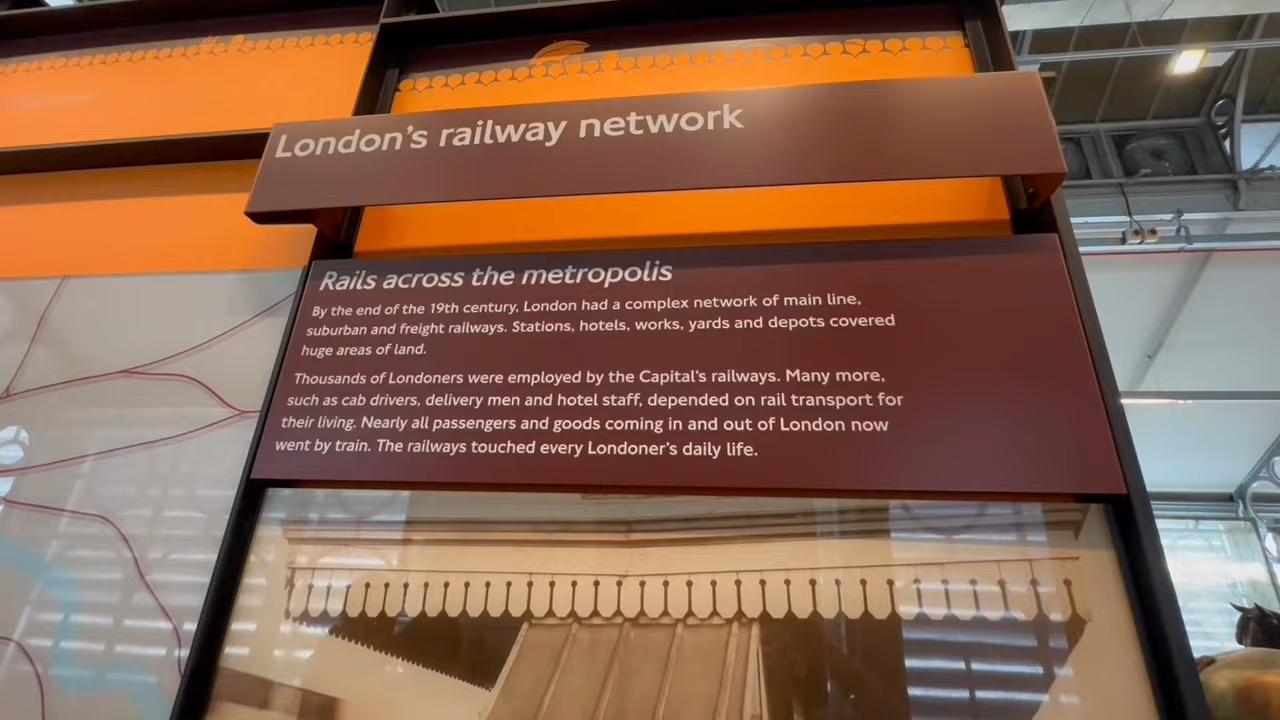 London's railway network
Rails across the metropolis
By the end of the 19th century, London had a complex network of main line,
suburban and freight railways. Stations, hotels, works, yards and depots covered
huge areas of land.
Thousands of Londoners were employed by the Capital's railways. Many more,
such as cab drivers, delivery men and hotel staff, depended on rail transport for
their living. Nearly all passengers and goods coming in and out of London now
went by train. The railways touched every Londoner's daily life.